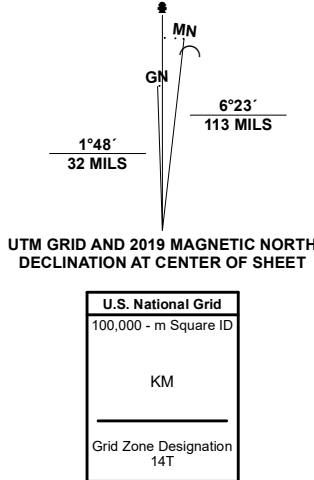 MN
GN
6°23´
113 MILS
1°48´
32 MILS
UTM GRID AND 2019 MAGNETIC NORTH
DECLINATION AT CENTER OF SHEET
U.S. National Grid
100,000 - m Square ID
KM
Grid Zone Designation
14T